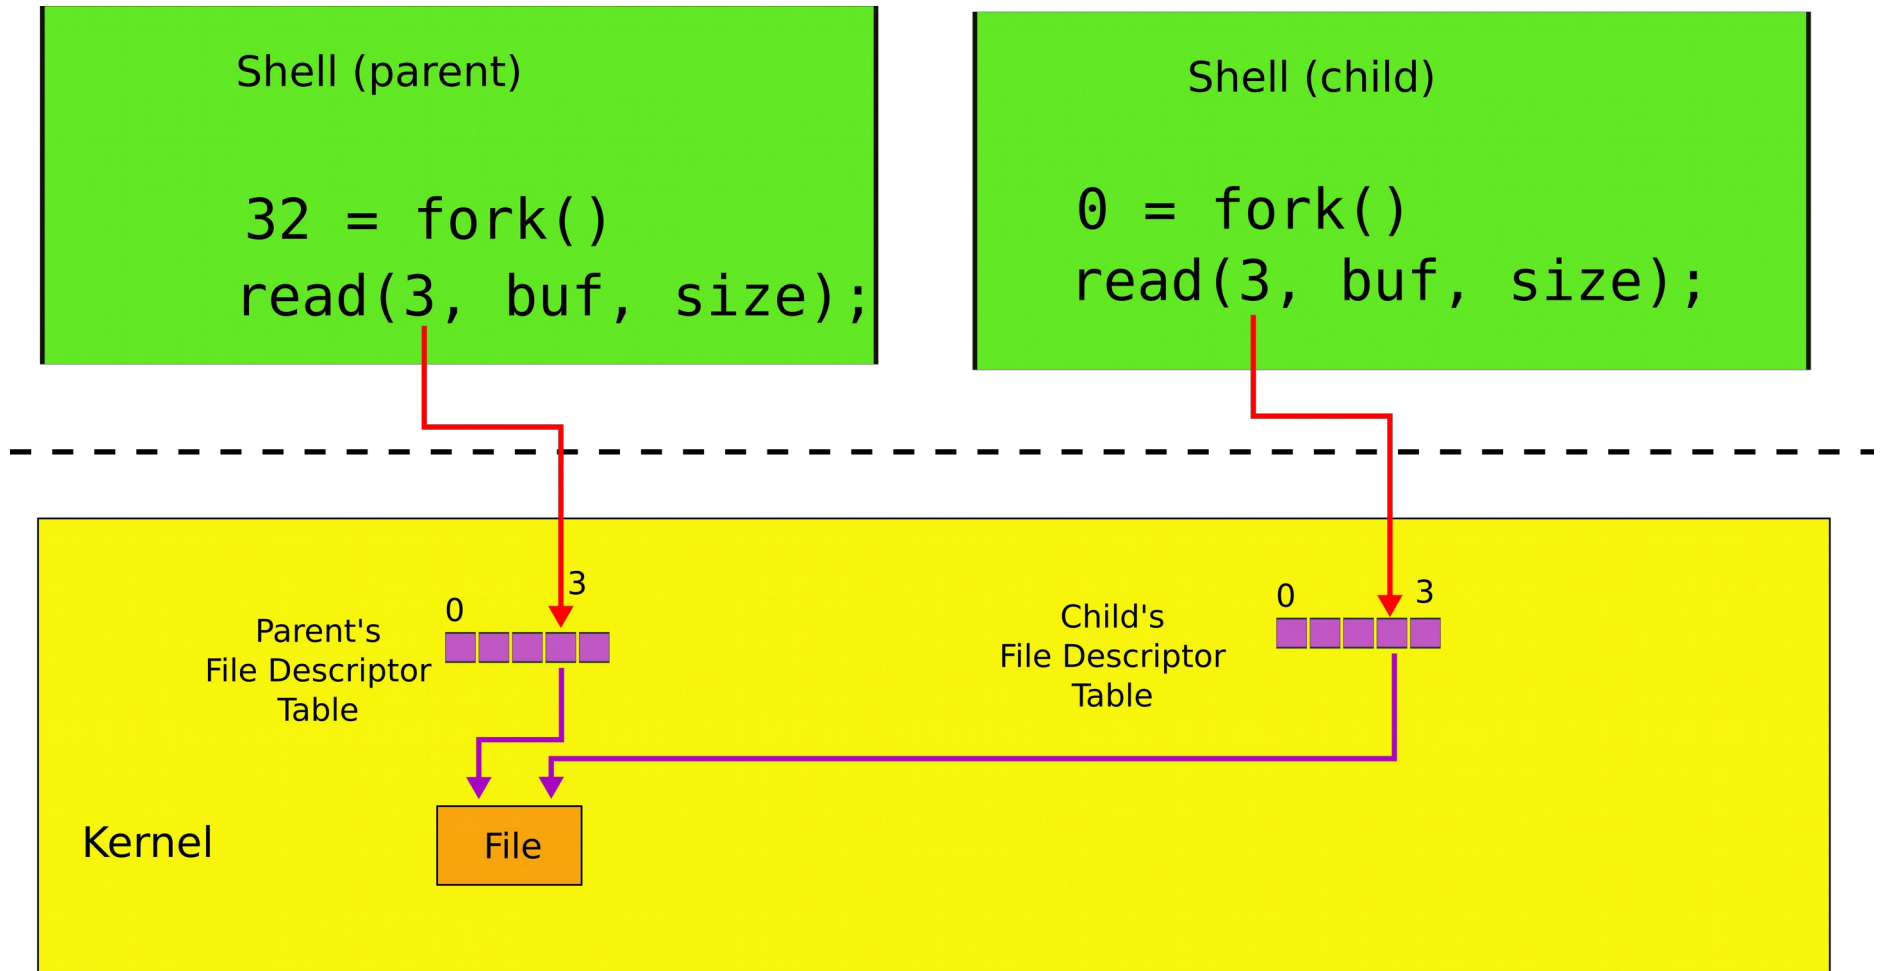 Shell (parent)
32 = fork()
read(3, buf, size);
Shell (child)
0 = fork()
read(3, buf, size);
Parent's
File Descriptor
Table
0
3
Child's
File Descriptor
Table
0
3
Kernel
File